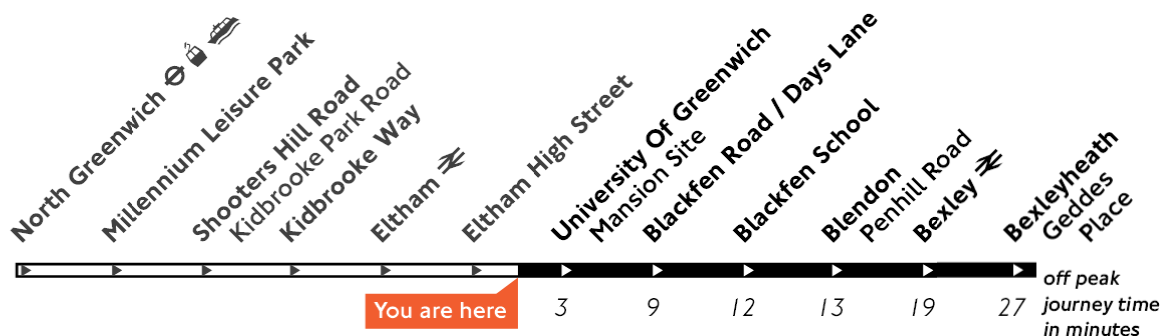 North Greenwich
Millennium Leisure Park
Shooters Hill Road
Kidbrooke Park Road
Kidbrooke Way
Eltham
Eltham High Street
University Of Greenwich
Mansion Site
Blackfen Road / Days Lane
Blackfen School
Blendon
Penhill Road
Bexley
Bexleyheath
Geddes
Place
You are here
3
9
12
13
19
27
off peak
journey time
in minutes